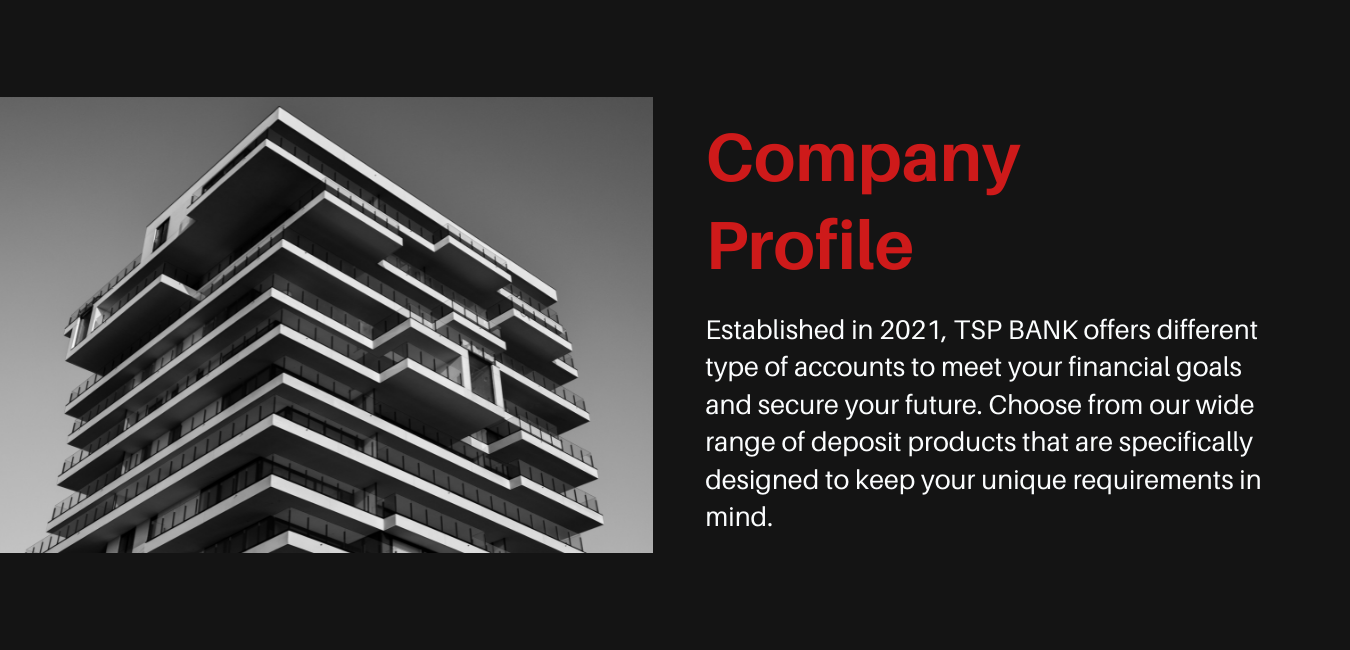 Company
Profile
Established in 2021, TSP BANK offers different
type of accounts to meet your financial goals
and secure your future. Choose from our wide
range of deposit products that are specifically
designed to keep your unique requirements in
mind.